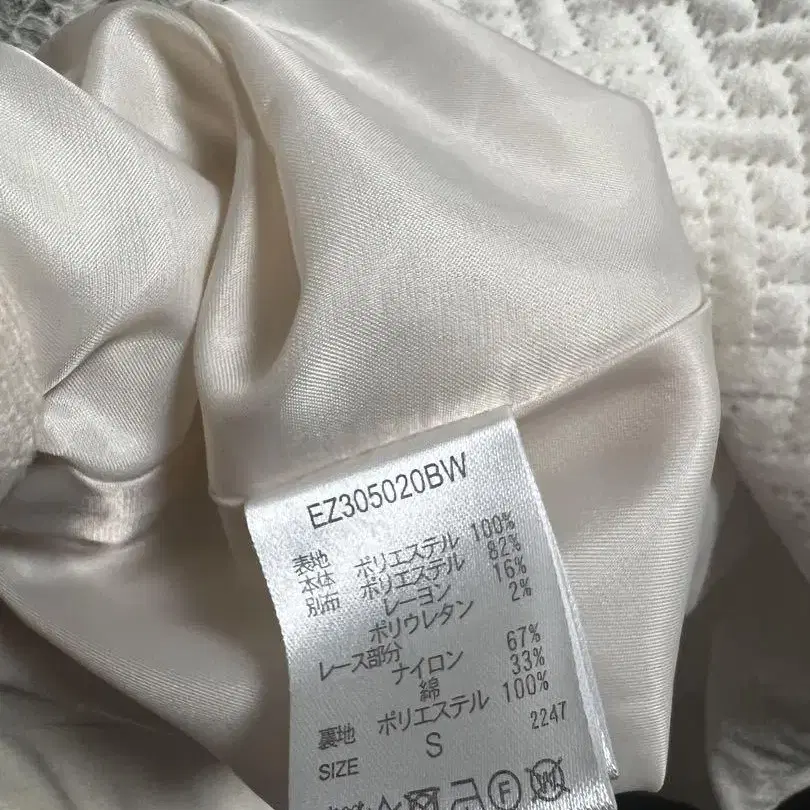 EZ305020BW
表地
本体 ポリエステル 100%
別布 ポリエステル 82%
レーヨン 16%
ポリウレタン 2%
レース部分
ナイロン 67%
綿 33%
裏地 ポリエステル 100%
SIZE S 2247